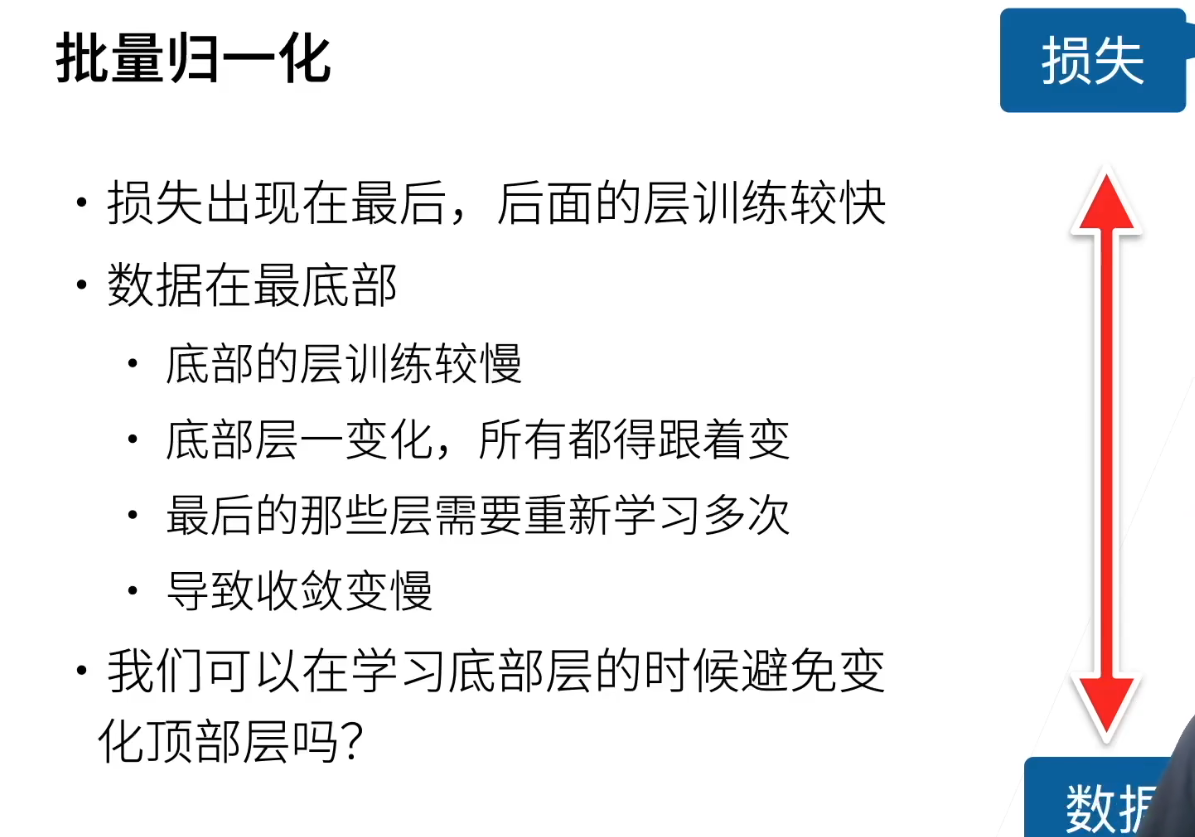 批量归一化
损失
• 损失出现在最后，后面的层训练较快
• 数据在最底部
• 底部的层训练较慢
• 底部层一变化，所有都得跟着变
• 最后的那些层需要重新学习多次
• 导致收敛变慢
• 我们可以在学习底部层的时候避免变
化顶部层吗？
数据